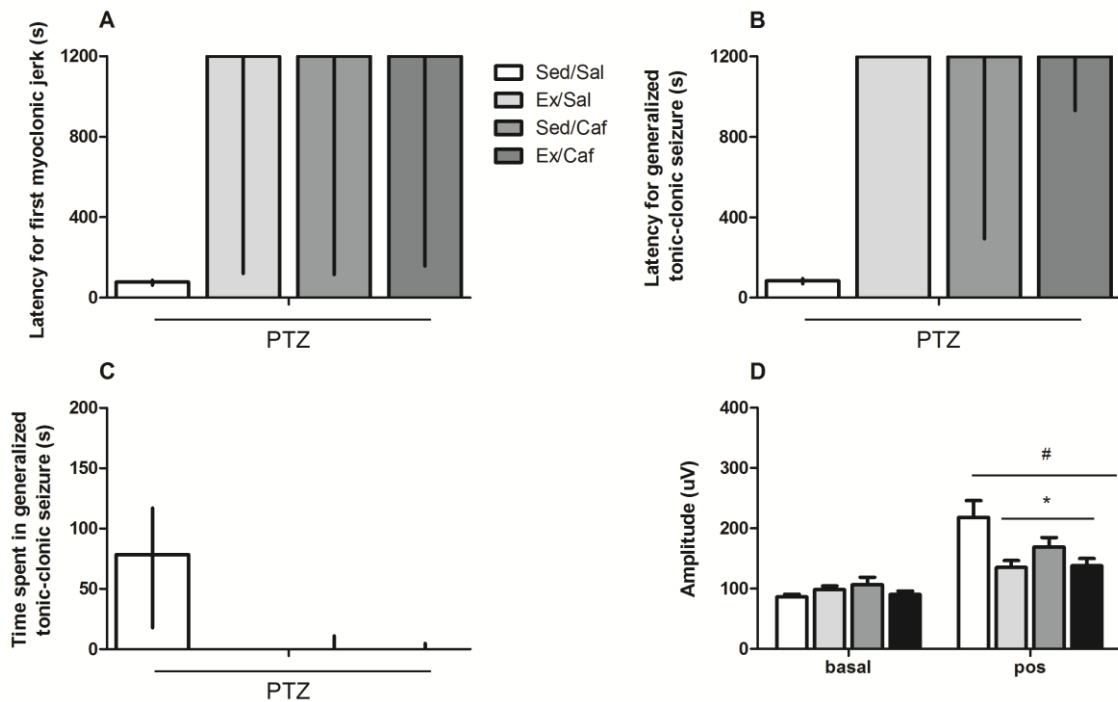 A
Latency for first myoclonic jerk (s)
1200
800
400
0
PTZ
Sed/Sal
Ex/Sal
Sed/Caf
Ex/Caf
B
Latency for generalized
tonic-clonic seizure (s)
1200
800
400
0
PTZ
C
Time spent in generalized
tonic-clonic seizure (s)
200
150
100
50
0
PTZ
D
Amplitude (uV)
400
300
200
100
0
#
*
basal
pos